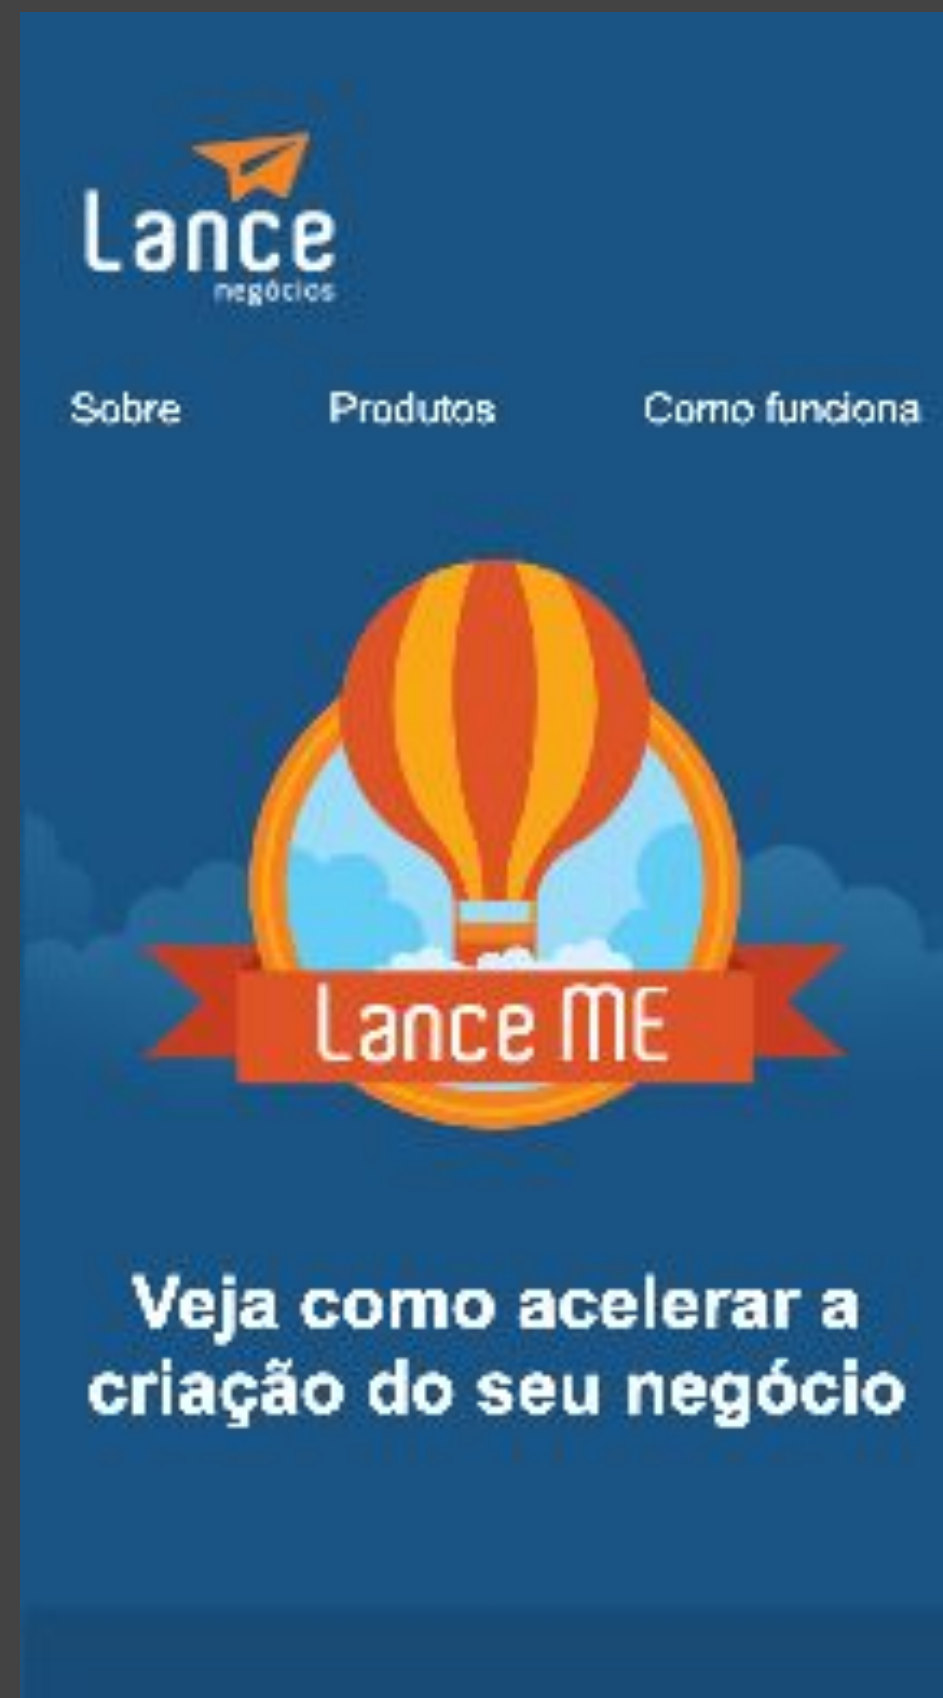 Lance
negócios
Sobre Produtos Como funciona
Lance ME
Veja como acelerar a
criação do seu negócio